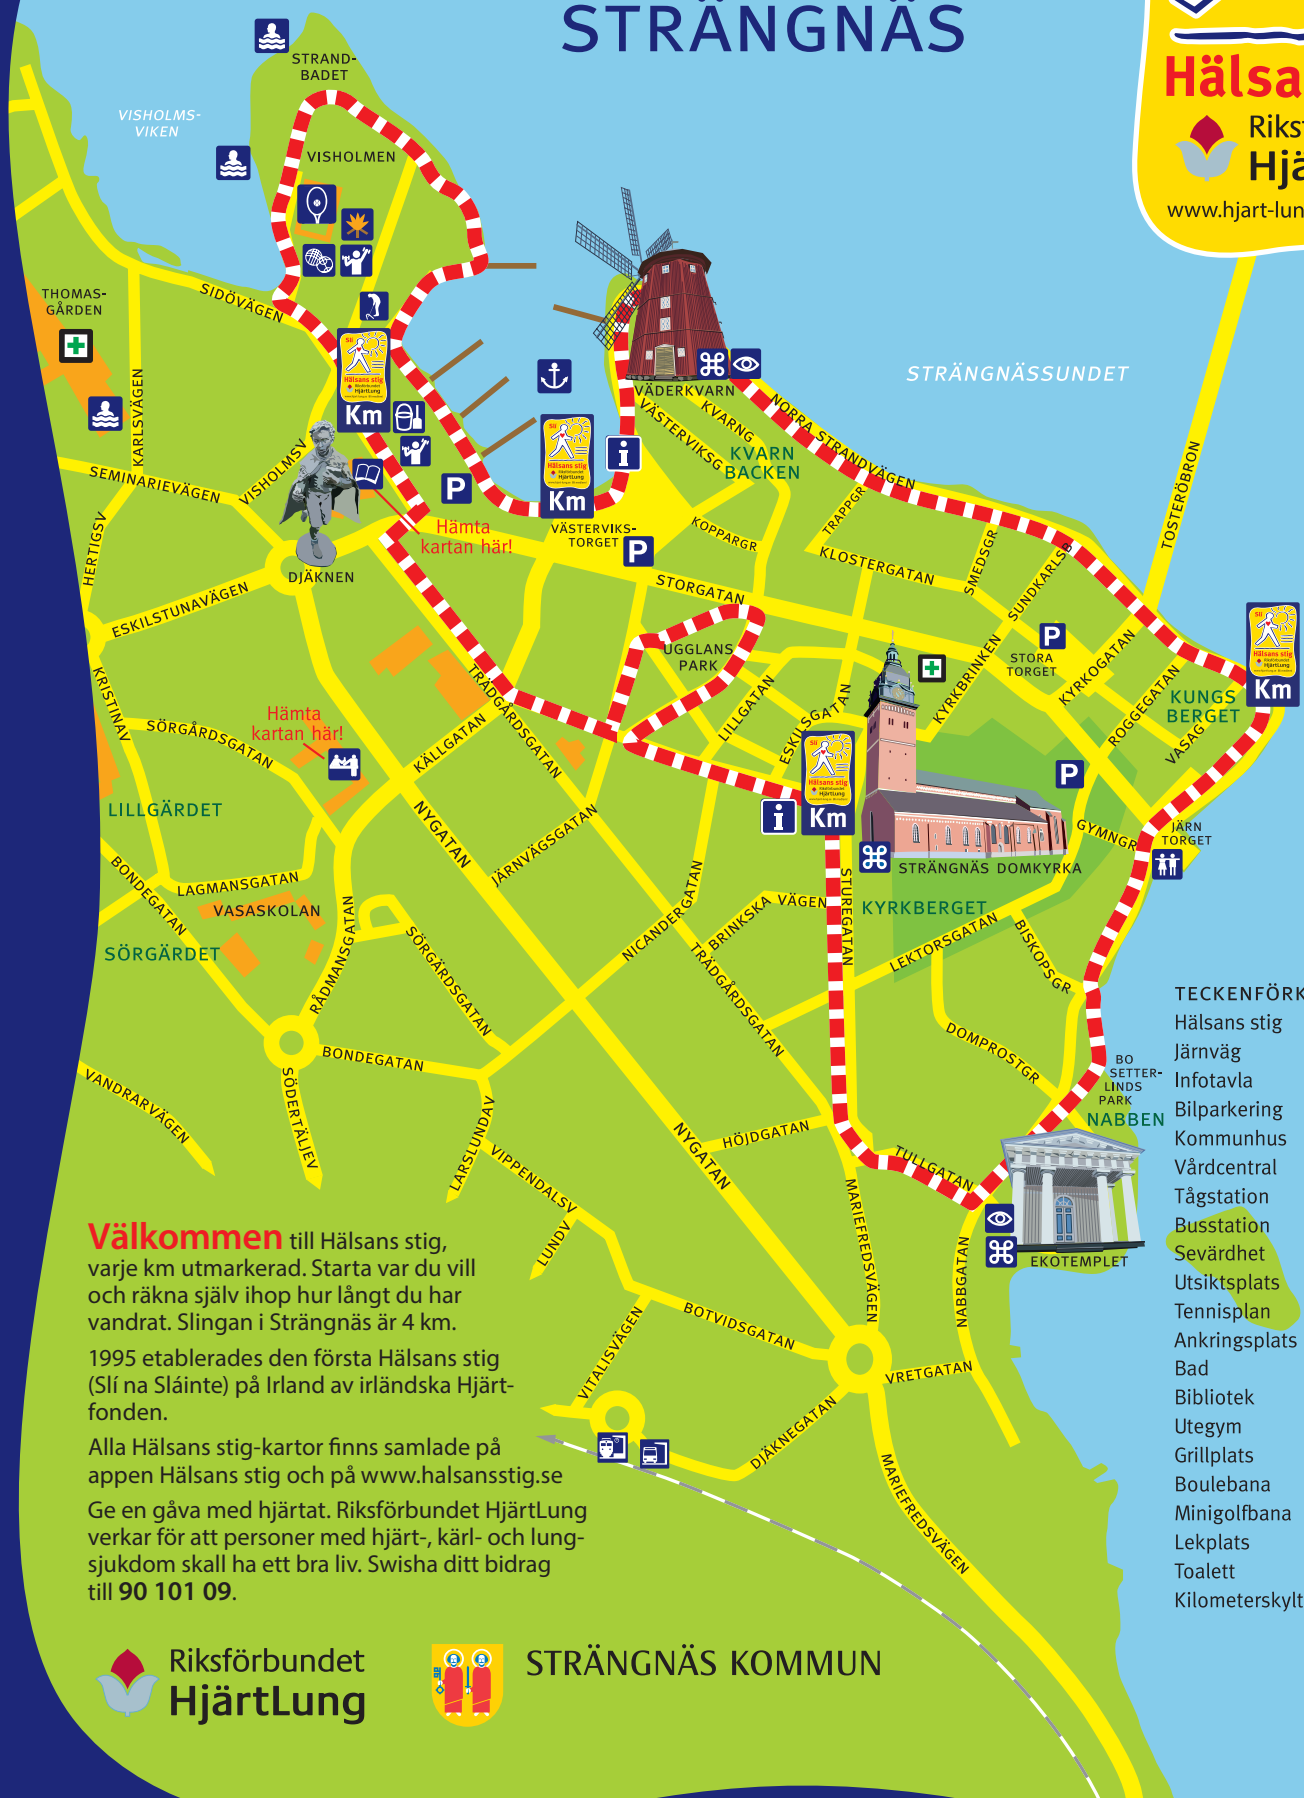 STRÄNGNÄS
Hälsa
Riks
Hjä
www.hjart-lun
STRAND-
BADET
VISHOLMS-
VIKEN
VISHOLMEN
THOMAS-
GÅRDEN
SIDÖVÄGEN
KARLSVÄGEN
SEMINARIEVÄGEN
VISHOLMSV
HERTIGSV
Hälsans stig
Km
Hämta
kartan här!
P
Hälsans stig
Km
i
VÄSTERVIKS-
TORGET
P
VÄDERKVARN
VÄSTERVIKSG
KVARNG
KVARN
BACKEN
NORRA STRANDVÄGEN
STRÄNGNÄSSUNDET
TOSTERÖBRON
TRAPPGR
KOPPARGR
KLOSTERGATAN
SMEDSGR
SUNDKARLSB
STORGATAN
DJÄKNEN
ESKILSTUNAVÄGEN
KRISTINAV
UGGLANS
PARK
LILLGATAN
ESKILSGATAN
KYRKBRINKEN
P
STORA
TORGET
KYRKOGATAN
ROGGEGATAN
KUNGS
BERGET
VASAG
Hälsans stig
Km
TRÄDGÅRDSGATAN
KÄLLGATAN
SÖRGÅRDSGATAN
Hämta
kartan här!
LILLGÄRDET
NYGATAN
JÄRNVÄGSGATAN
i
Hälsans stig
Km
P
GYMNGR
JÄRN
TORGET
STRÄNGNÄS DOMKYRKA
BONDEGATAN
LAGMANSGATAN
VASASKOLAN
SÖRGÄRDET
RÅDMANSGATAN
SÖRGÅRDSGATAN
NICANDERGATAN
BRINKSKA VÄGEN
STUREGATAN
KYRKBERGET
LEKTORSGATAN
BISKOPSGR
TRÄDGÅRDSGATAN
DOMPROSTGR
BO
SETTER-
LINDS
PARK
NABBEN
BONDEGATAN
VANDRARVÄGEN
SÖDERTÄLJEV
LARSLUNDAV
VIPPENDALSV
LUNDV
NYGATAN
HÖJDGATAN
TULLGATAN
MARIEFREDSVÄGEN
NABBGATAN
EKOTEMPLET
BOTVIDSGATAN
VITALISVÄGEN
VRETGATAN
DJÄKNEGATAN
MARIEFREDSVÄGEN
TECKENFÖRK
Hälsans stig
Järnväg
Infotavla
Bilparkering
Kommunhus
Vårdcentral
Tågstation
Busstation
Sevärdhet
Utsiktsplats
Tennisplan
Ankringsplats
Bad
Bibliotek
Utegym
Grillplats
Boulebana
Minigolfbana
Lekplats
Toalett
Kilometerskylt
Välkommen till Hälsans stig,
varje km utmarkerad. Starta var du vill
och räkna själv ihop hur långt du har
vandrat. Slingan i Strängnäs är 4 km.
1995 etablerades den första Hälsans stig
(Slí na Sláinte) på Irland av irländska Hjärt-
fonden.
Alla Hälsans stig-kartor finns samlade på
appen Hälsans stig och på www.halsansstig.se
Ge en gåva med hjärtat. Riksförbundet HjärtLung
verkar för att personer med hjärt-, kärl- och lung-
sjukdom skall ha ett bra liv. Swisha ditt bidrag
till 90 101 09.
Riksförbundet
HjärtLung
STRÄNGNÄS KOMMUN